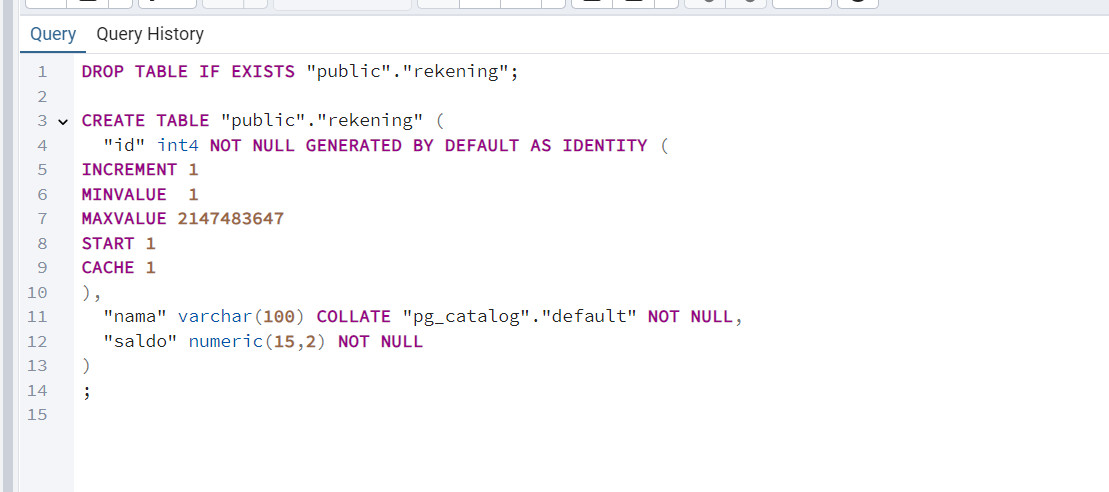 Query Query History
1 DROP TABLE IF EXISTS "public"."rekening";
2
3 CREATE TABLE "public"."rekening" (
4   "id" int4 NOT NULL GENERATED BY DEFAULT AS IDENTITY (
5 INCREMENT 1
6 MINVALUE  1
7 MAXVALUE 2147483647
8 START 1
9 CACHE 1
10 ),
11   "nama" varchar(100) COLLATE "pg_catalog"."default" NOT NULL,
12   "saldo" numeric(15,2) NOT NULL
13 )
14 ;
15